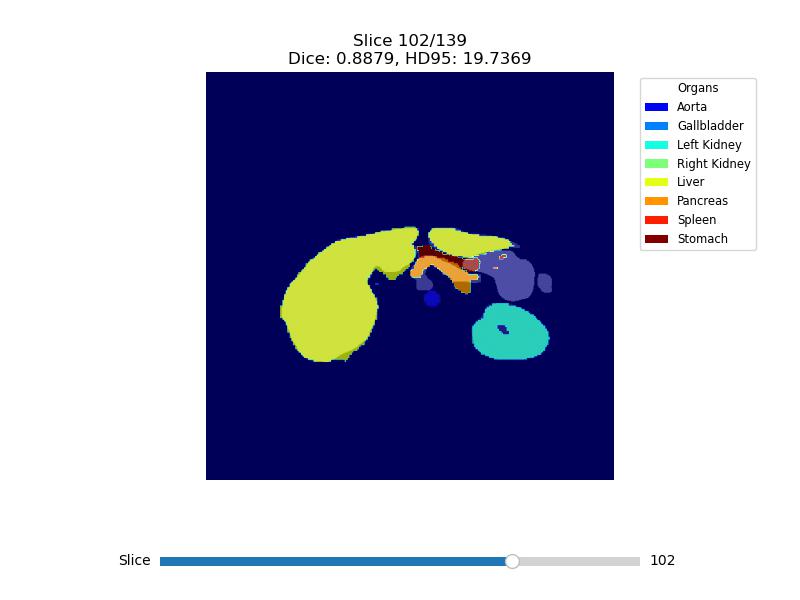 Slice 102/139
Dice: 0.8879, HD95: 19.7369
Organs
Aorta
Gallbladder
Left Kidney
Right Kidney
Liver
Pancreas
Spleen
Stomach
Slice 102